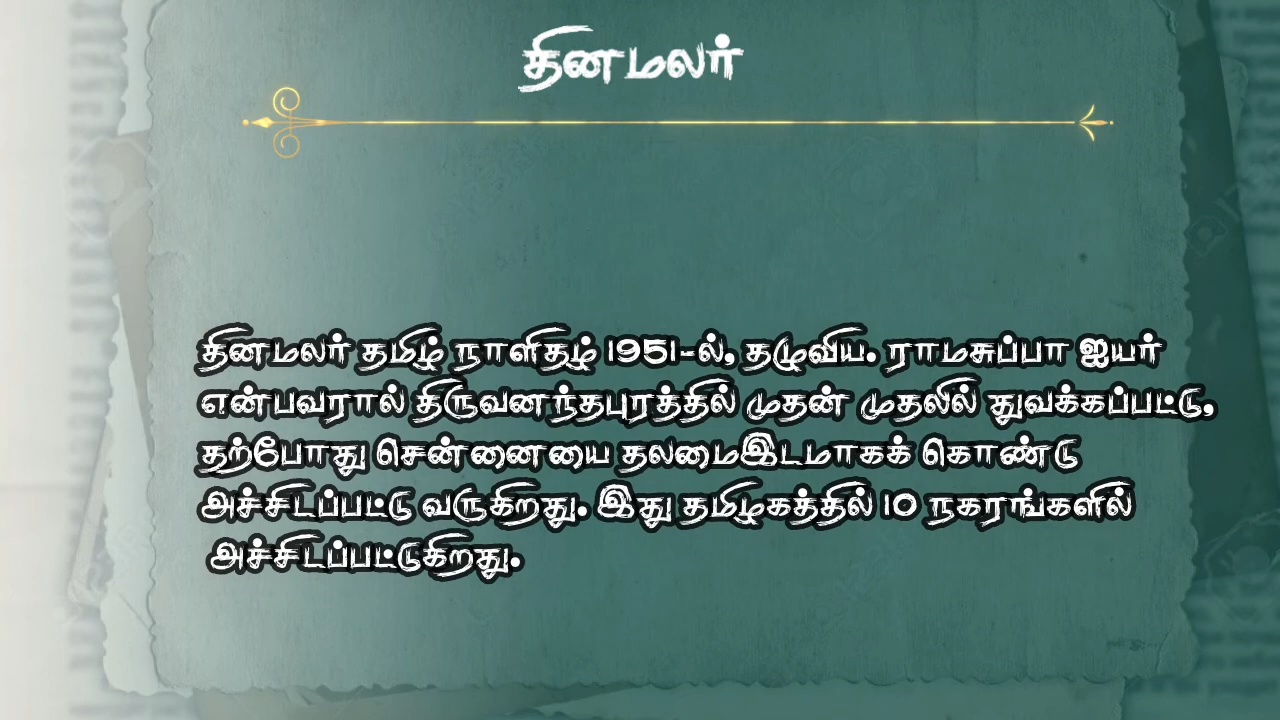 தினமலர்
தினமலர் தமிழ் நாளிதழ் 1951-ல், தழுவிய. ராமசுப்பா ஐயர்
என்பவரால் திருவனந்தபுரத்தில் முதன் முதலில் துவக்கப்பட்டு,
தற்போது சென்னையை தலமைஇடமாகக் கொண்டு
அச்சிடப்பட்டு வருகிறது. இது தமிழகத்தில் 10 நகரங்களில்
அச்சிடப்பட்டுகிறது.